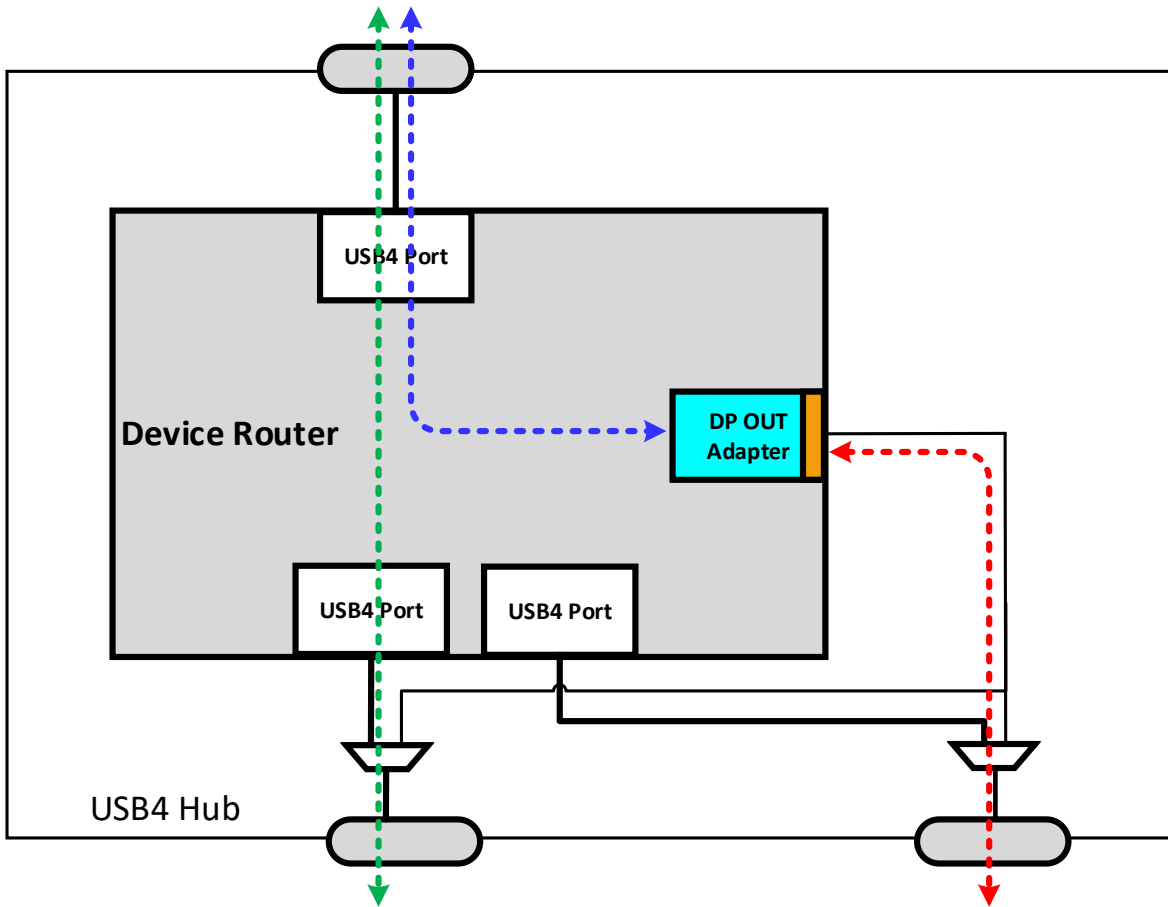 USB4 Port
DP OUT
Adapter
Device Router
USB4 Port
USB4 Port
USB4 Hub